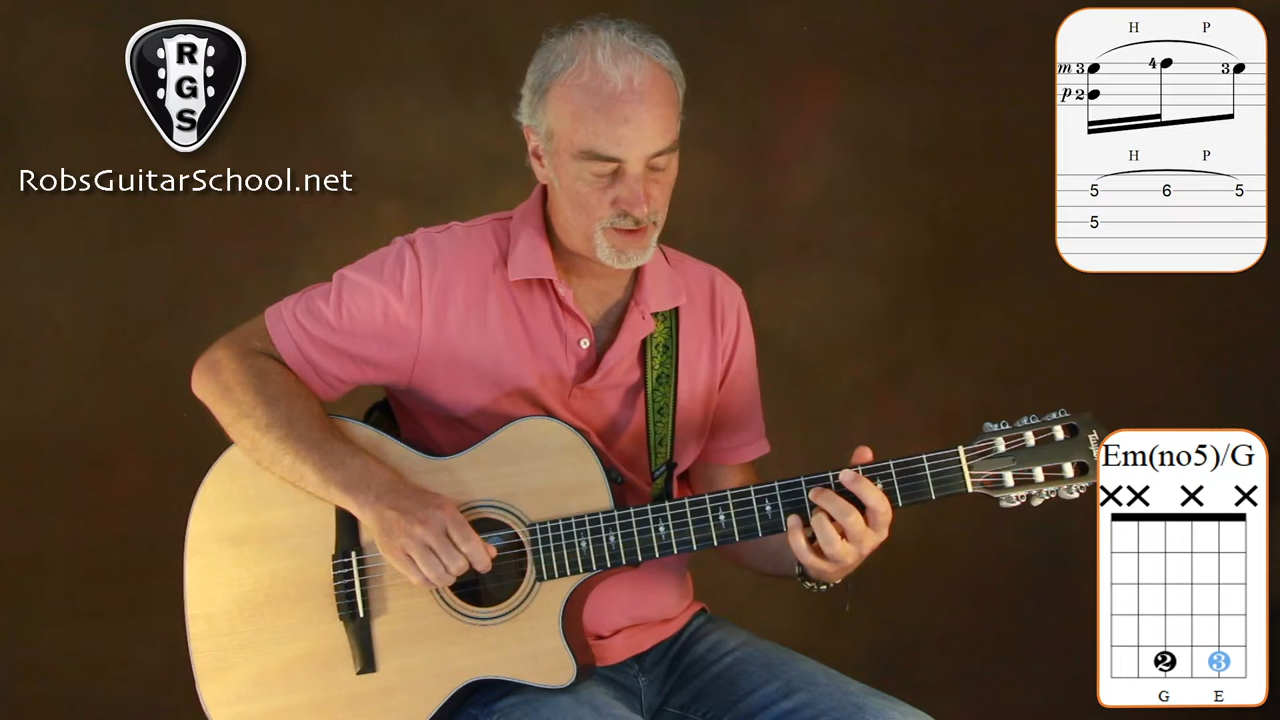 RGS
RobsGuitarSchool.net
H P
m 3 4 3
p 2
H P
5 6 5
5
Em(no5)/G
X X X X
2 3
G E